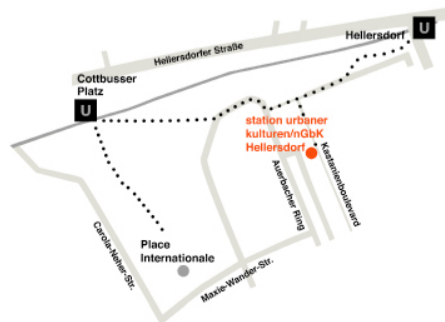 Hellersdorf
U
Hellersdorfer Straße
Cottbusser
Platz
U
station urbaner
kulturen/nGbK
Hellersdorf
Kastanienboulevard
Auerbacher Ring
Carola-Neher-Str.
Place
Internationale
Maxie-Wander-Str.